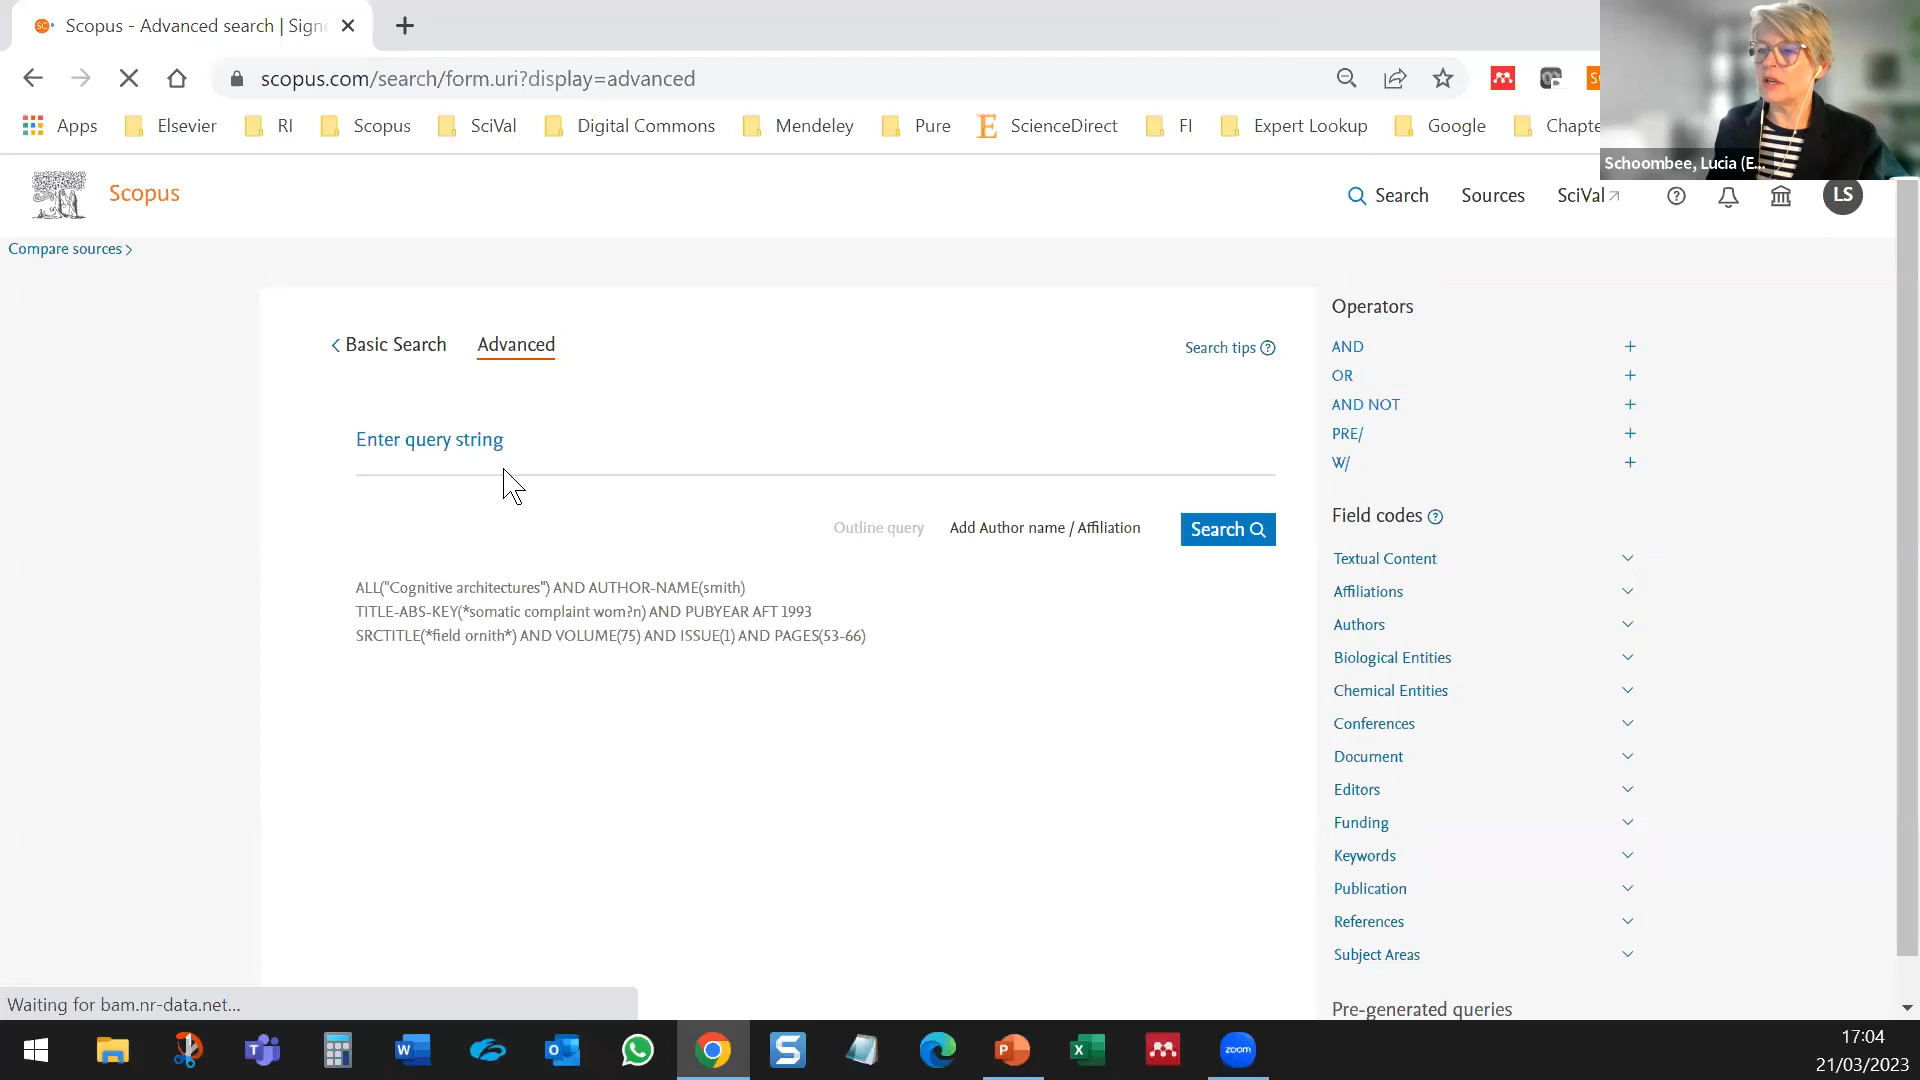 Scopus - Advanced search | Signe
scopus.com/search/form.uri?display=advanced
Apps Elsevier RI Scopus SciVal Digital Commons Mendeley Pure ScienceDirect FI Expert Lookup Google Chapte
Schoombee, Lucia (E...
Scopus
Search Sources SciVal LS
Compare sources
Basic Search Advanced
Search tips
Enter query string
Outline query Add Author name / Affiliation Search
ALL("Cognitive architectures") AND AUTHOR-NAME(smith)
TITLE-ABS-KEY(*somatic complaint wom?n) AND PUBYEAR AFT 1993
SRCTITLE(*field ornith*) AND VOLUME(75) AND ISSUE(1) AND PAGES(53-66)
Operators
AND
OR
AND NOT
PRE/
W/
Field codes
Textual Content
Affiliations
Authors
Biological Entities
Chemical Entities
Conferences
Document
Editors
Funding
Keywords
Publication
References
Subject Areas
Pre-generated queries
Waiting for bam.nr-data.net...
zoom
17:04
21/03/2023